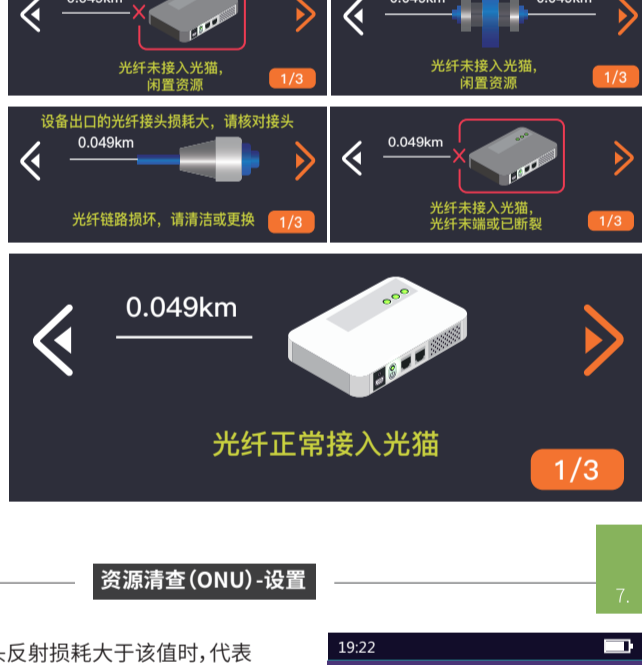 光纤未接入光猫,
闲置资源
1/3
光纤未接入光猫,
闲置资源
1/3
设备出口的光纤接头损耗大，请核对接头
0.049km
光纤链路损坏，请清洁或更换
1/3
0.049km
光纤未接入光猫,
光纤末端或已断裂
1/3
0.049km
光纤正常接入光猫
1/3
资源清查(ONU)-设置
7.
反射损耗大于该值时,代表
19:22